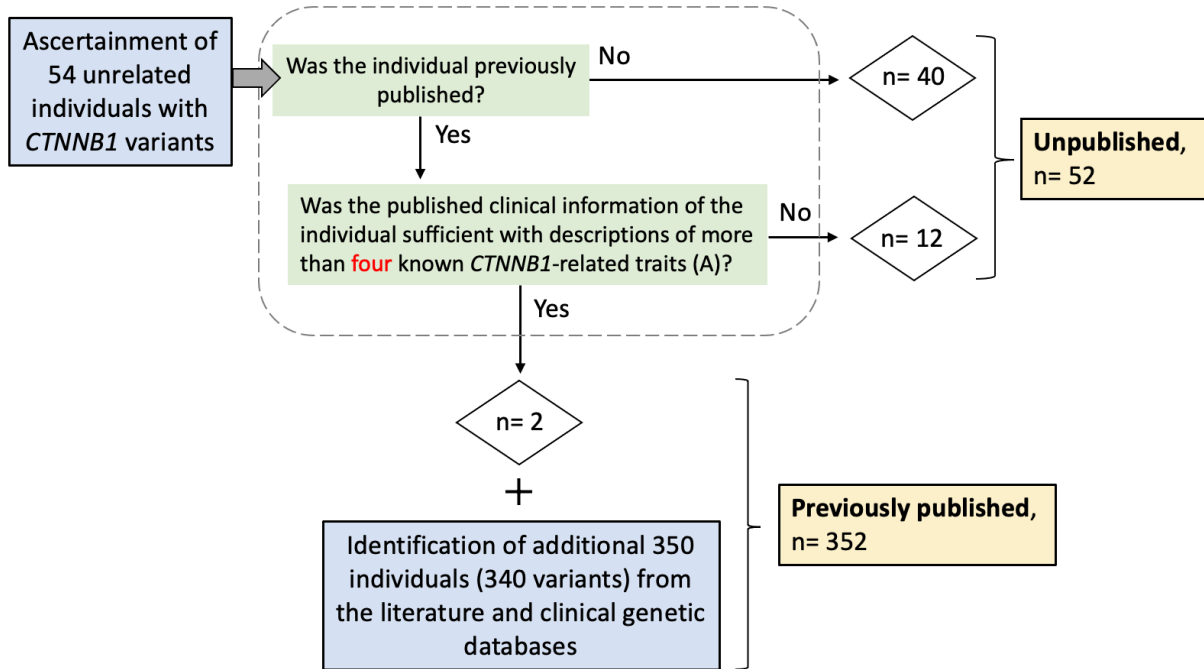 Ascertainment of
54 unrelated
individuals with
CTNNB1 variants
Was the individual previously
published?
No
n= 40
Yes
Unpublished,
n= 52
Was the published clinical information of the
individual sufficient with descriptions of more
than four known CTNNB1-related traits (A)?
No
n= 12
Yes
n= 2
+
Previously published,
n= 352
Identification of additional 350
individuals (340 variants) from
the literature and clinical genetic
databases